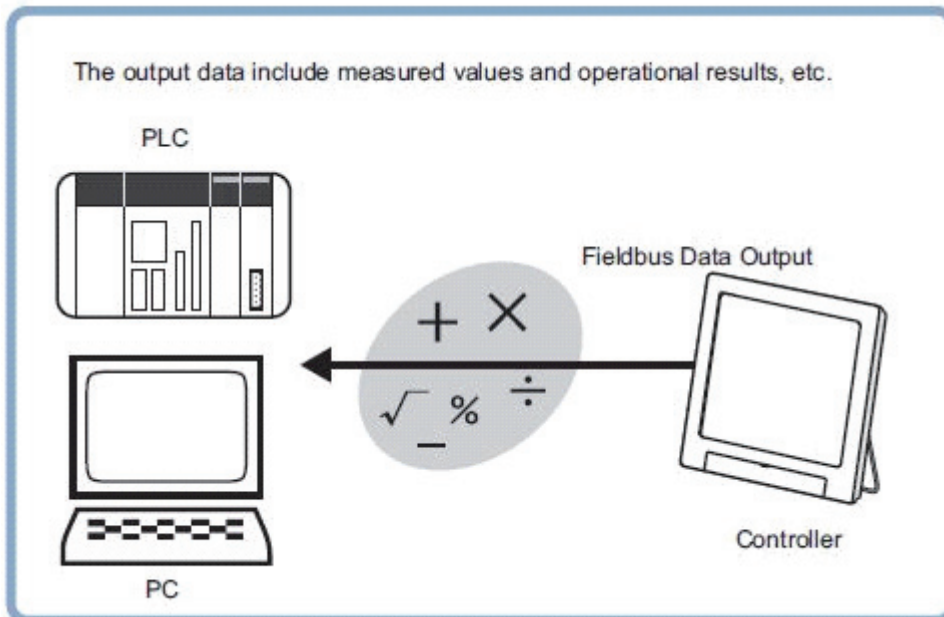 The output data include measured values and operational results, etc.
PLC
Fieldbus Data Output
+ ×
√ % ÷
−
Controller
PC